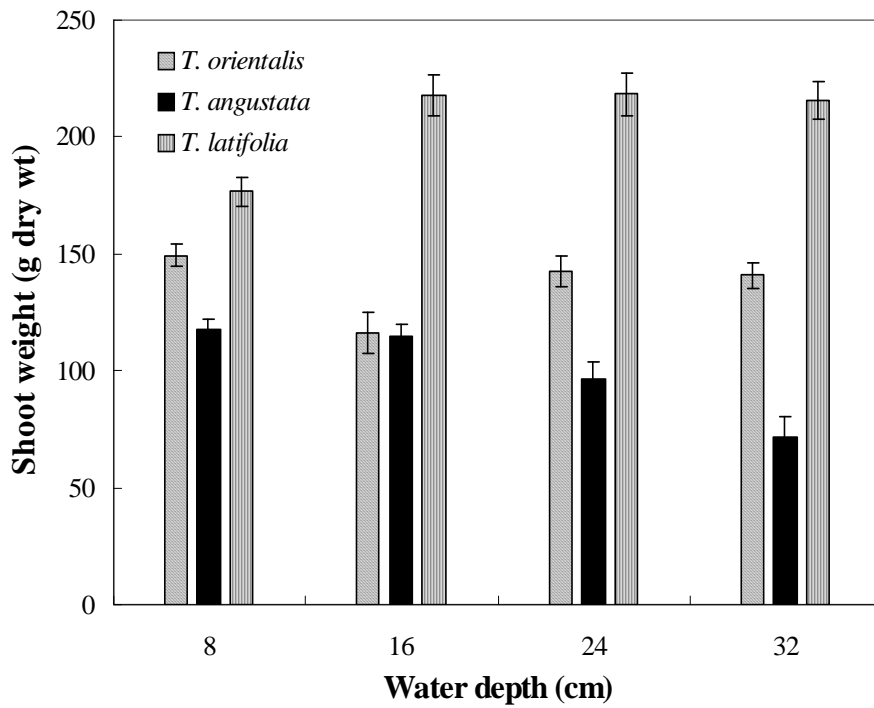 250
200
150
100
50
0
T. orientalis
T. angustata
T. latifolia
Shoot weight (g dry wt)
8 16 24 32
Water depth (cm)